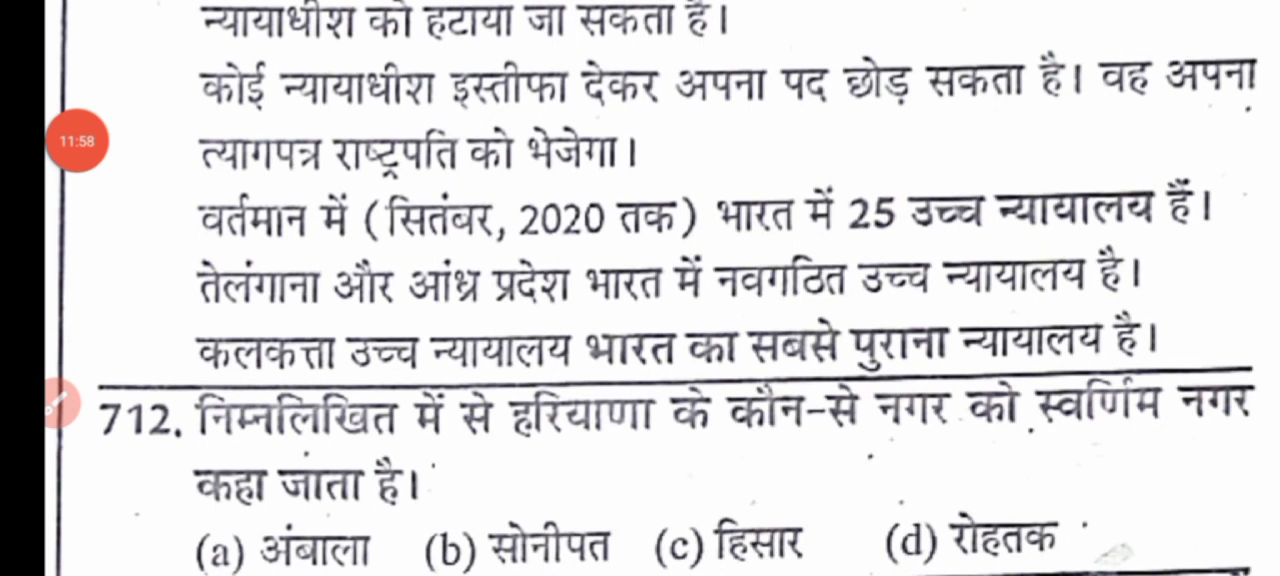 न्यायाधीश को हटाया जा सकता है।
कोई न्यायाधीश इस्तीफा देकर अपना पद छोड़ सकता है। वह अपना
11:58
त्यागपत्र राष्ट्रपति को भेजेगा।
वर्तमान में (सितंबर, 2020 तक) भारत में 25 उच्च न्यायालय हैं।
तेलंगाना और आंध्र प्रदेश भारत में नवगठित उच्च न्यायालय है।
कलकत्ता उच्च न्यायालय भारत का सबसे पुराना न्यायालय है।
712. निम्नलिखित में से हरियाणा के कौन-से नगर को स्वर्णिम नगर
कहा जाता है।
(a) अंबाला (b) सोनीपत (c) हिसार (d) रोहतक